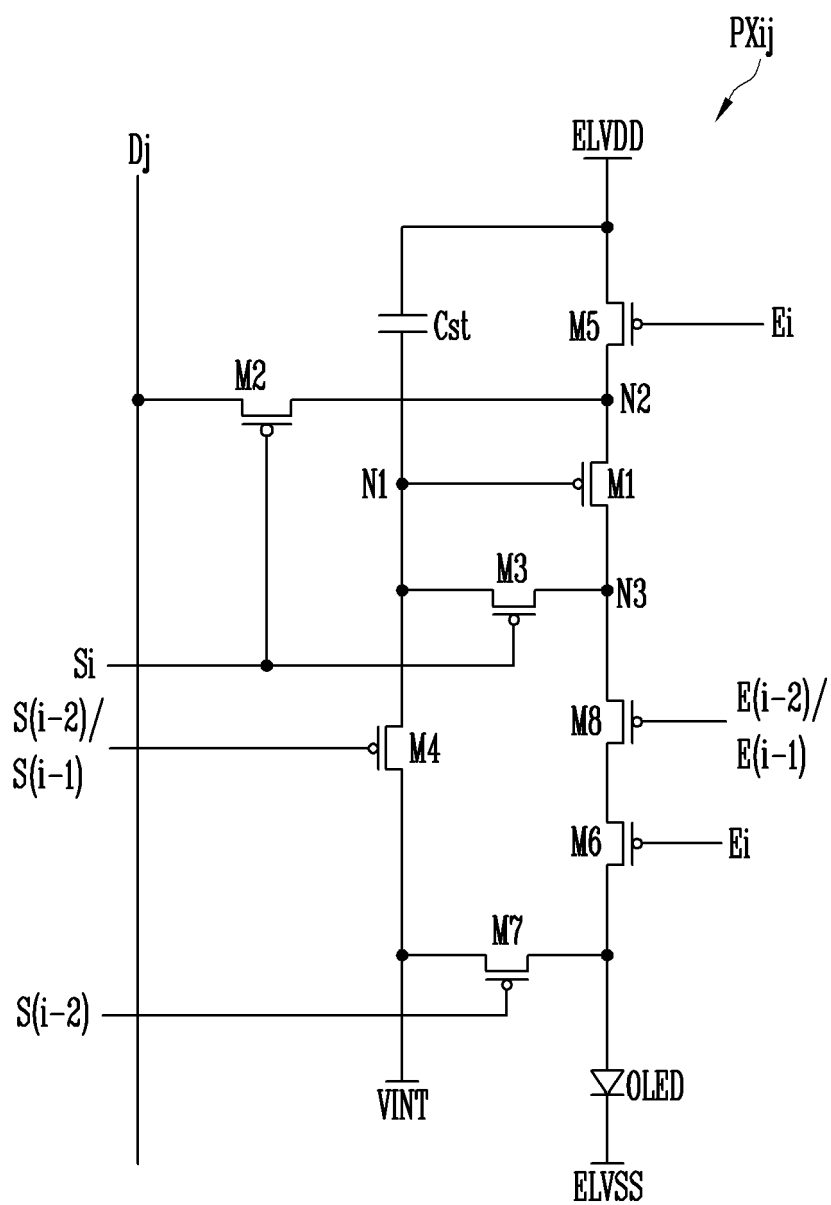 PXij
ELVDD
Dj
Cst
M5
Ei
M2
N2
N1
M1
M3
N3
Si
S(i-2)/
S(i-1)
M4
M8
E(i-2)/
E(i-1)
M6
Ei
M7
S(i-2)
VINT
OLED
ELVSS